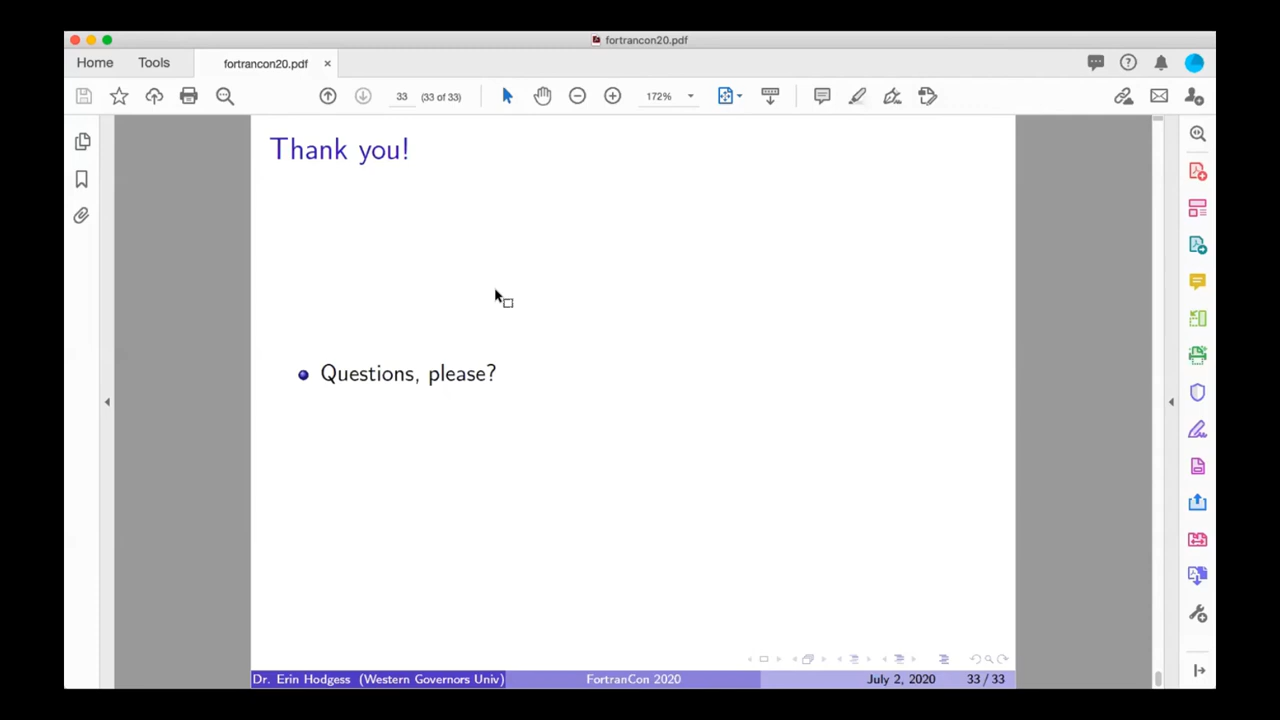 fortrancon20.pdf
Home Tools fortrancon20.pdf ×
33 (33 of 33) 172%
Thank you!
Questions, please?
Dr. Erin Hodgess (Western Governors Univ) FortranCon 2020 July 2, 2020 33 / 33